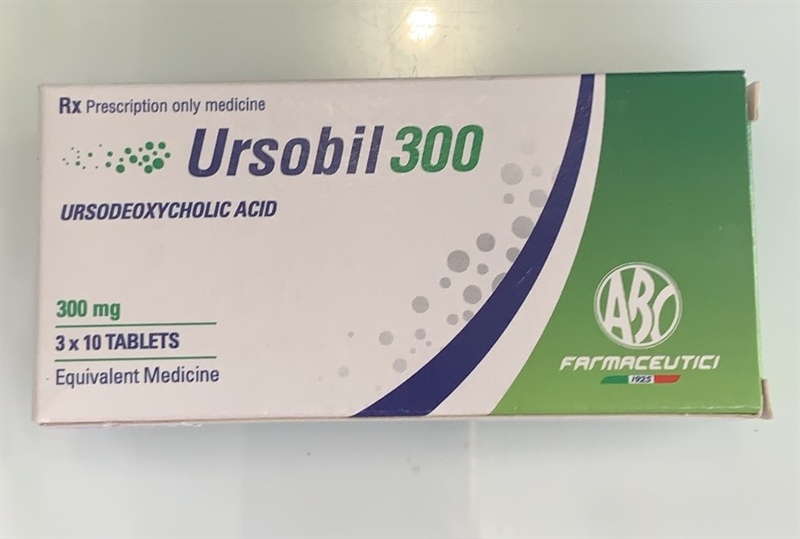 Rx Prescription only medicine
Ursobil 300
URSODEOXYCHOLIC ACID
300 mg
3 x 10 TABLETS
Equivalent Medicine
ABC
FARMACEUTICI
1925